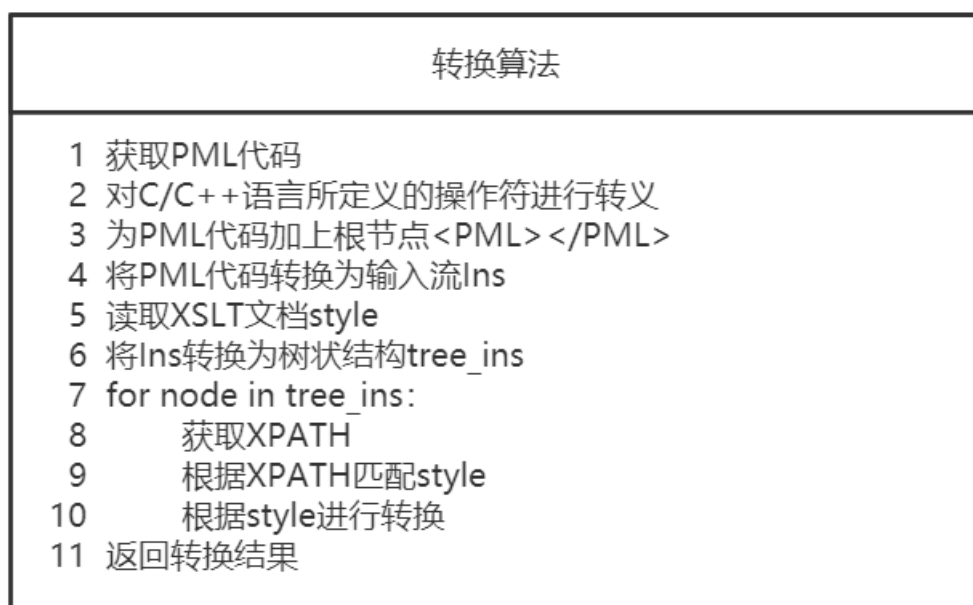 转换算法
1 获取PML代码
2 对C/C++语言所定义的操作符进行转义
3 为PML代码加上根节点<PML></PML>
4 将PML代码转换为输入流Ins
5 读取XSLT文档style
6 将Ins转换为树状结构tree_ins
7 for node in tree_ins:
8 获取XPATH
9 根据XPATH匹配style
10 根据style进行转换
11 返回转换结果